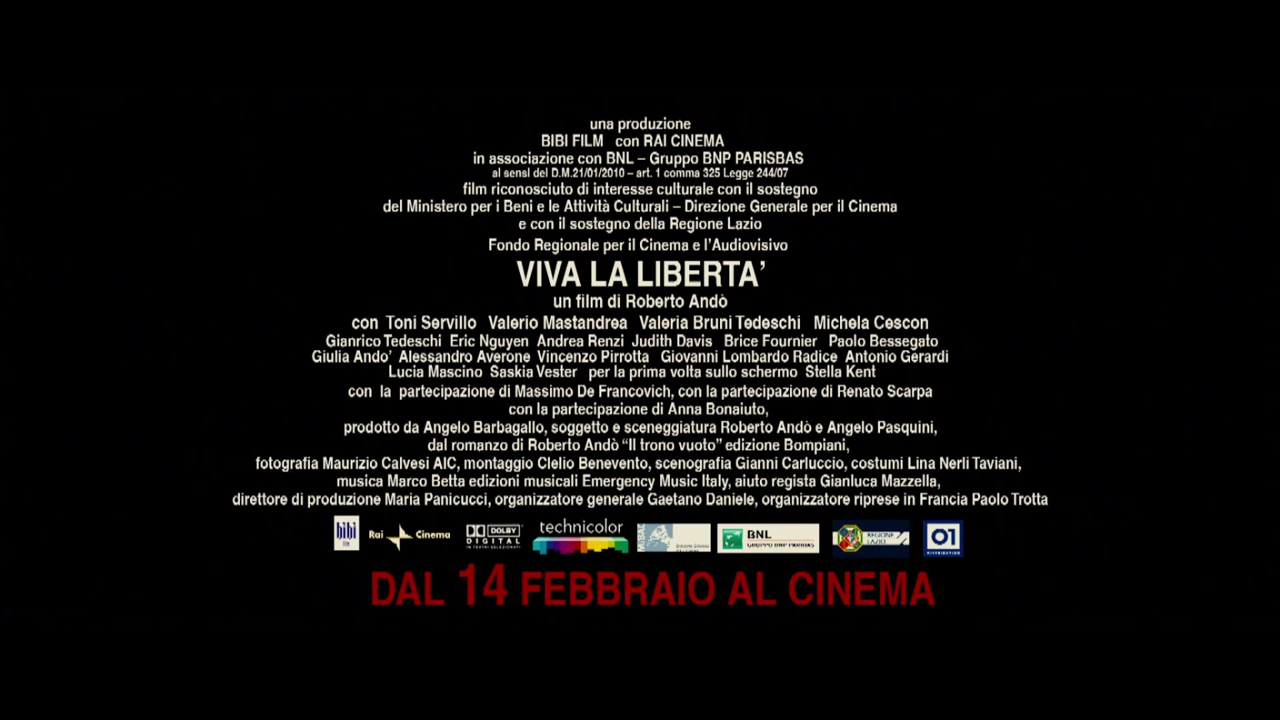 una produzione
BIBI FILM con RAI CINEMA
in associazione con BNL – Gruppo BNP PARISBAS
al sensi del D.M.21/01/2010 – art. 1 comma 325 Legge 244/07
film riconosciuto di interesse culturale con il sostegno
del Ministero per i Beni e le Attività Culturali – Direzione Generale per il Cinema
e con il sostegno della Regione Lazio
Fondo Regionale per il Cinema e l'Audiovisivo
VIVA LA LIBERTA'
un film di Roberto Andò
con Toni Servillo Valerio Mastandrea Valeria Bruni Tedeschi Michela Cescon
Gianrico Tedeschi Eric Nguyen Andrea Renzi Judith Davis Brice Fournier Paolo Bessegato
Giulia Ando' Alessandro Averone Vincenzo Pirrotta Giovanni Lombardo Radice Antonio Gerardi
Lucia Mascino Saskia Vester per la prima volta sullo schermo Stella Kent
con la partecipazione di Massimo De Francovich, con la partecipazione di Renato Scarpa
con la partecipazione di Anna Bonaiuto,
prodotto da Angelo Barbagallo, soggetto e sceneggiatura Roberto Andò e Angelo Pasquini,
dal romanzo di Roberto Andò "Il trono vuoto" edizione Bompiani,
fotografia Maurizio Calvesi AIC, montaggio Clelio Benevento, scenografia Gianni Carluccio, costumi Lina Nerli Taviani,
musica Marco Betta edizioni musicali Emergency Music Italy, aiuto regista Gianluca Mazzella,
direttore di produzione Maria Panicucci, organizzatore generale Gaetano Daniele, organizzatore riprese in Francia Paolo Trotta
bibi film Rai Cinema DOLBY DIGITAL IN TEATRI SELEZIONATI technicolor BNL GRUPPO BNP PARIBAS REGIONE LAZIO 01 DISTRIBUTION
DAL 14 FEBBRAIO AL CINEMA